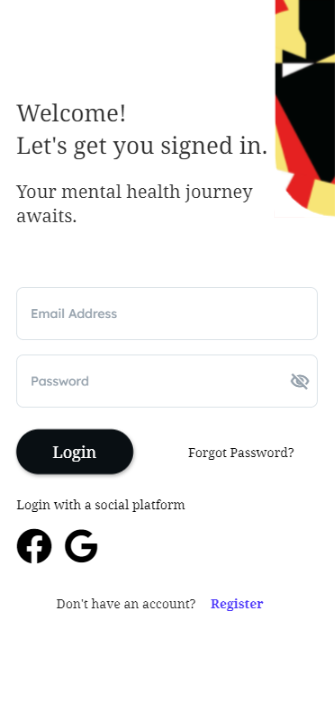 Welcome!
Let's get you signed in.
Your mental health journey
awaits.
Email Address
Password
Login
Forgot Password?
Login with a social platform
Don't have an account? Register